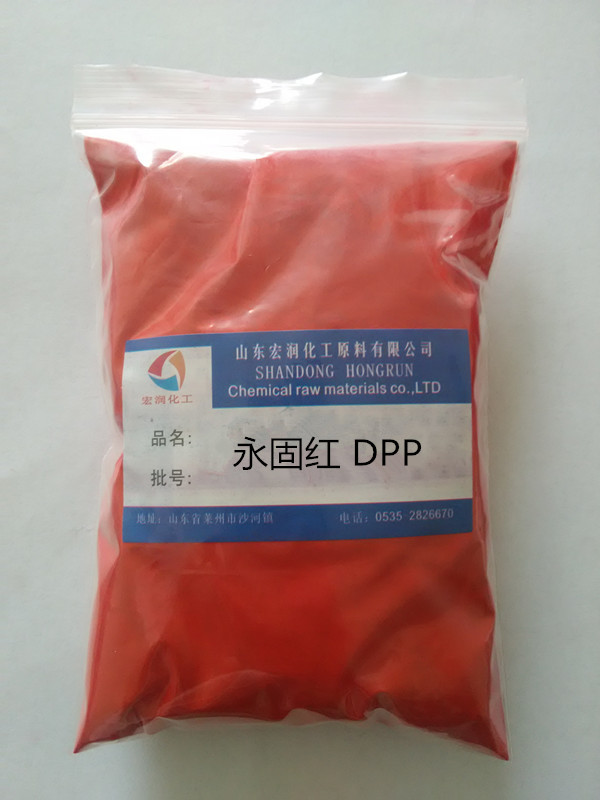 山东宏润化工原料有限公司
SHANDONG HONGRUN
Chemical raw materials co.,LTD
宏润化工
品名:
永固红 DPP
批号:
地址: 山东省莱州市沙河镇 电话: 0535 2826670